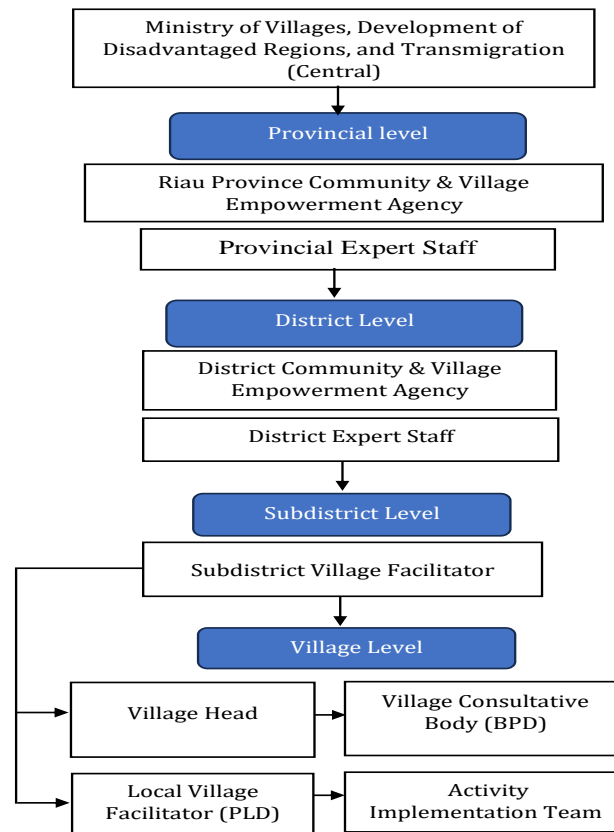 Ministry of Villages, Development of
Disadvantaged Regions, and Transmigration
(Central)
Provincial level
Riau Province Community & Village
Empowerment Agency
Provincial Expert Staff
District Level
District Community & Village
Empowerment Agency
District Expert Staff
Subdistrict Level
Subdistrict Village Facilitator
Village Level
Village Head
Village Consultative
Body (BPD)
Local Village
Facilitator (PLD)
Activity
Implementation Team